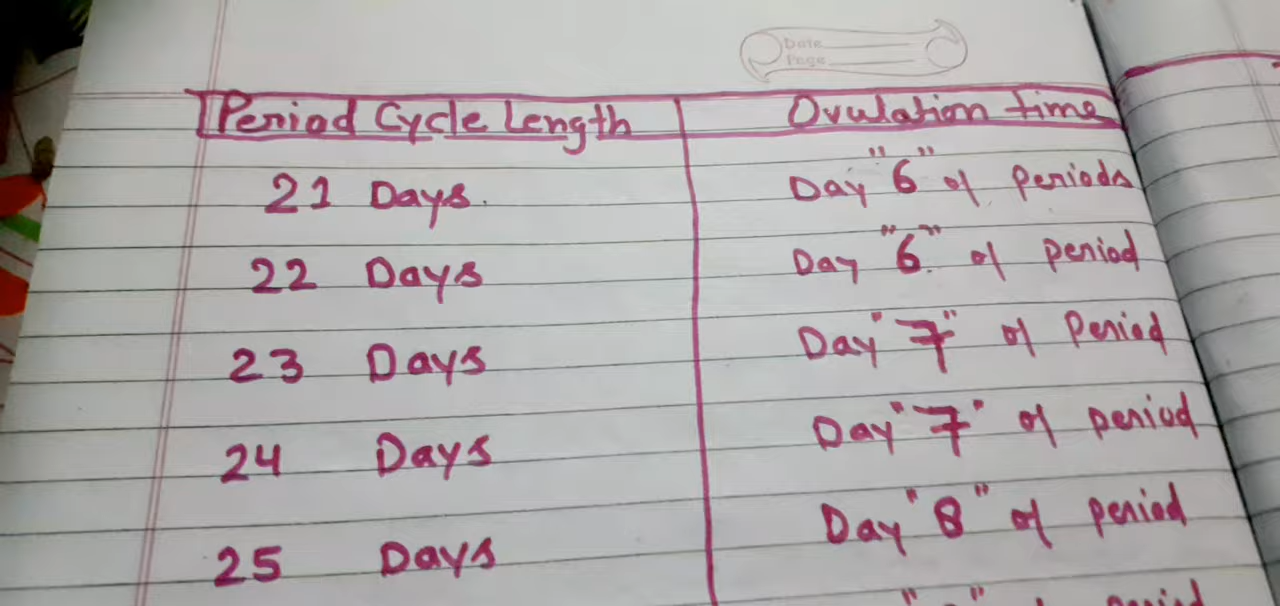 Date
Page
Period Cycle Length Ovulation time
21 Days. Day "6" of periods
22 Days Day "6" of period
23 Days Day "7" of Period
24 Days Day "7" of period
25 Days Day "8" of period
period